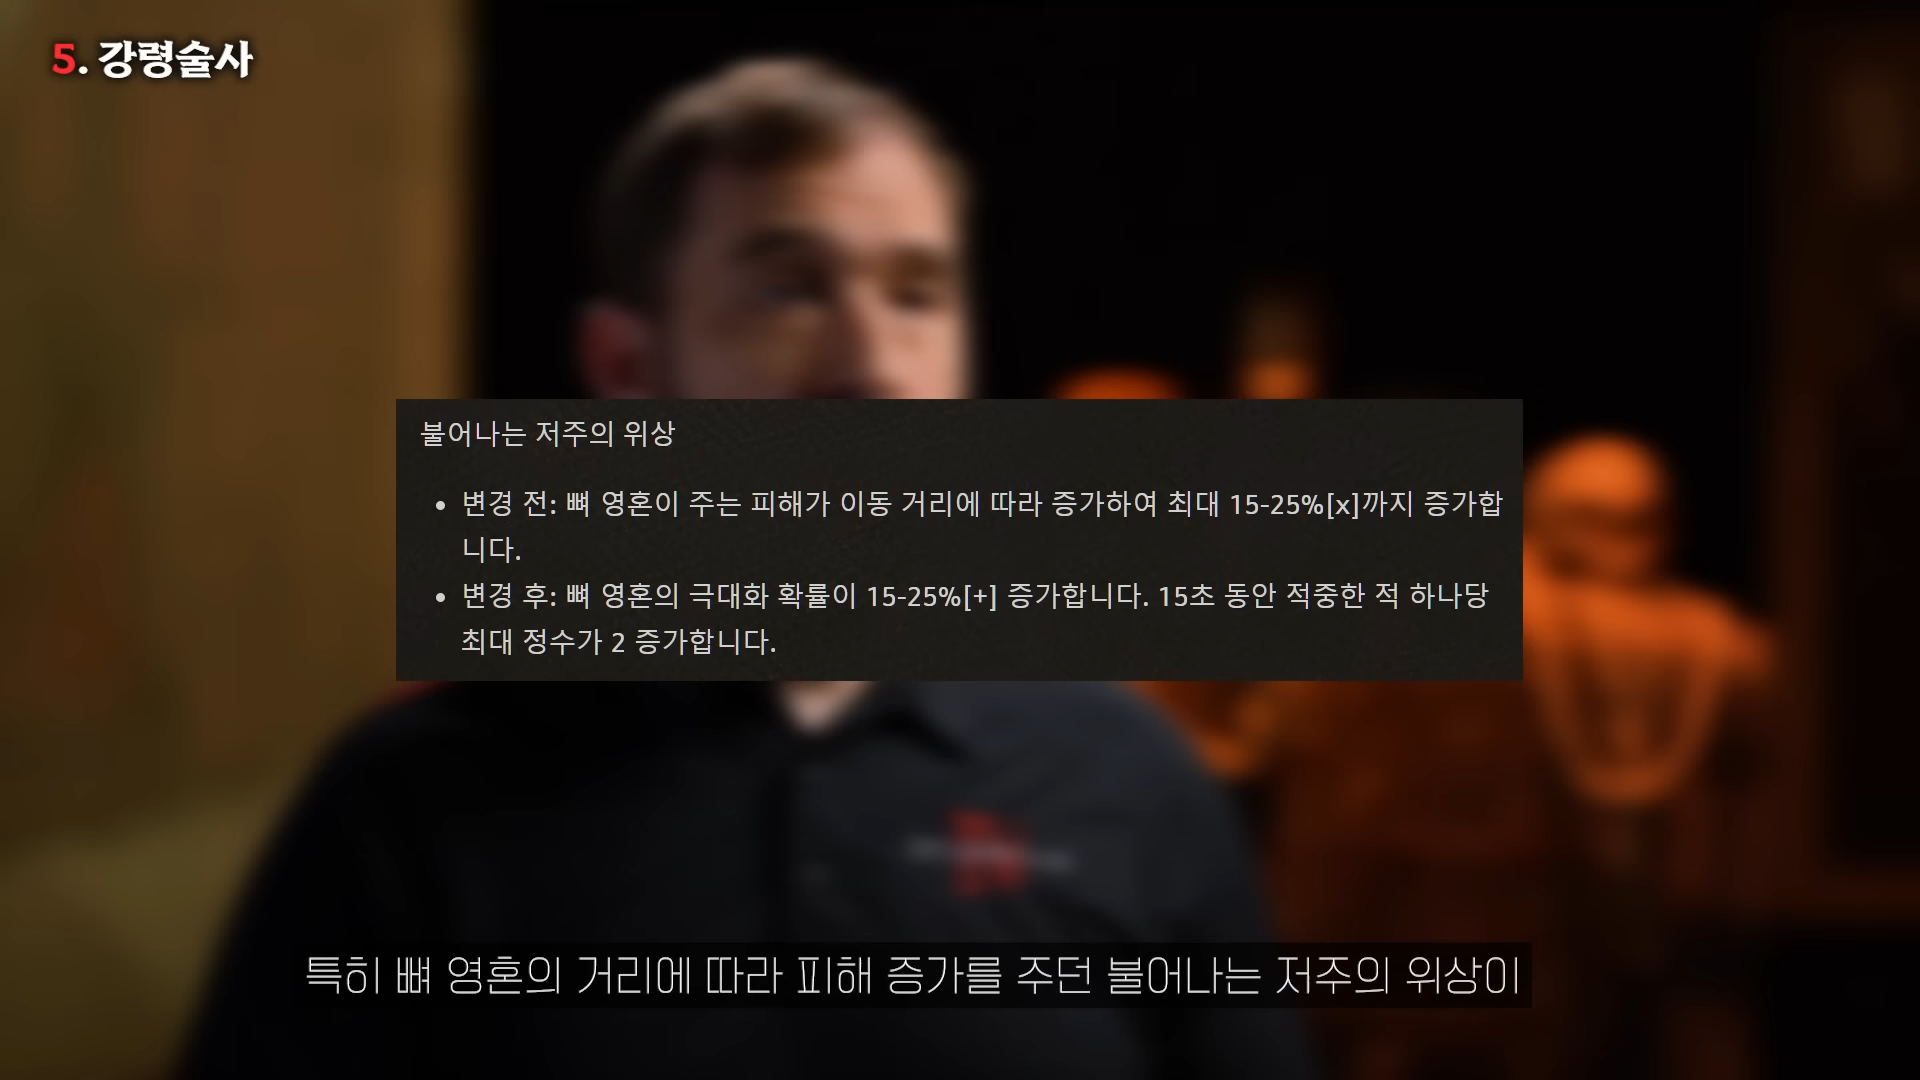 5. 강령술사
불어나는 저주의 위상
• 변경 전: 뼈 영혼이 주는 피해가 이동 거리에 따라 증가하여 최대 15-25%[x]까지 증가합
니다.
• 변경 후: 뼈 영혼의 극대화 확률이 15-25%[+] 증가합니다. 15초 동안 적중한 적 하나당
최대 정수가 2 증가합니다.
특히 뼈 영혼의 거리에 따라 피해 증가를 주던 불어나는 저주의 위상이